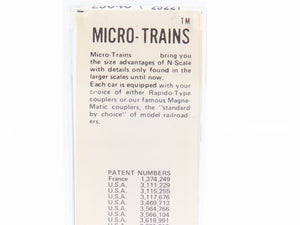 TM
MICRO-TRAINS
Micro-Trains bring you
the size advantages of N-Scale
with details only found in the
larger scales until now.
Each car is equipped with your
choice of either Rapido-Type
couplers or our famous Magne-
Matic couplers, the "standard
by choice" of model railroad-
ers.
PATENT NUMBERS
France 1,374,249
U.S.A. 3,111,229
U.S.A. 3,115,255
U.S.A. 3,117,676
U.S.A. 3,469,713
U.S.A. 3,564,766
U.S.A. 3,566,104
U.S.A. 3,618,991